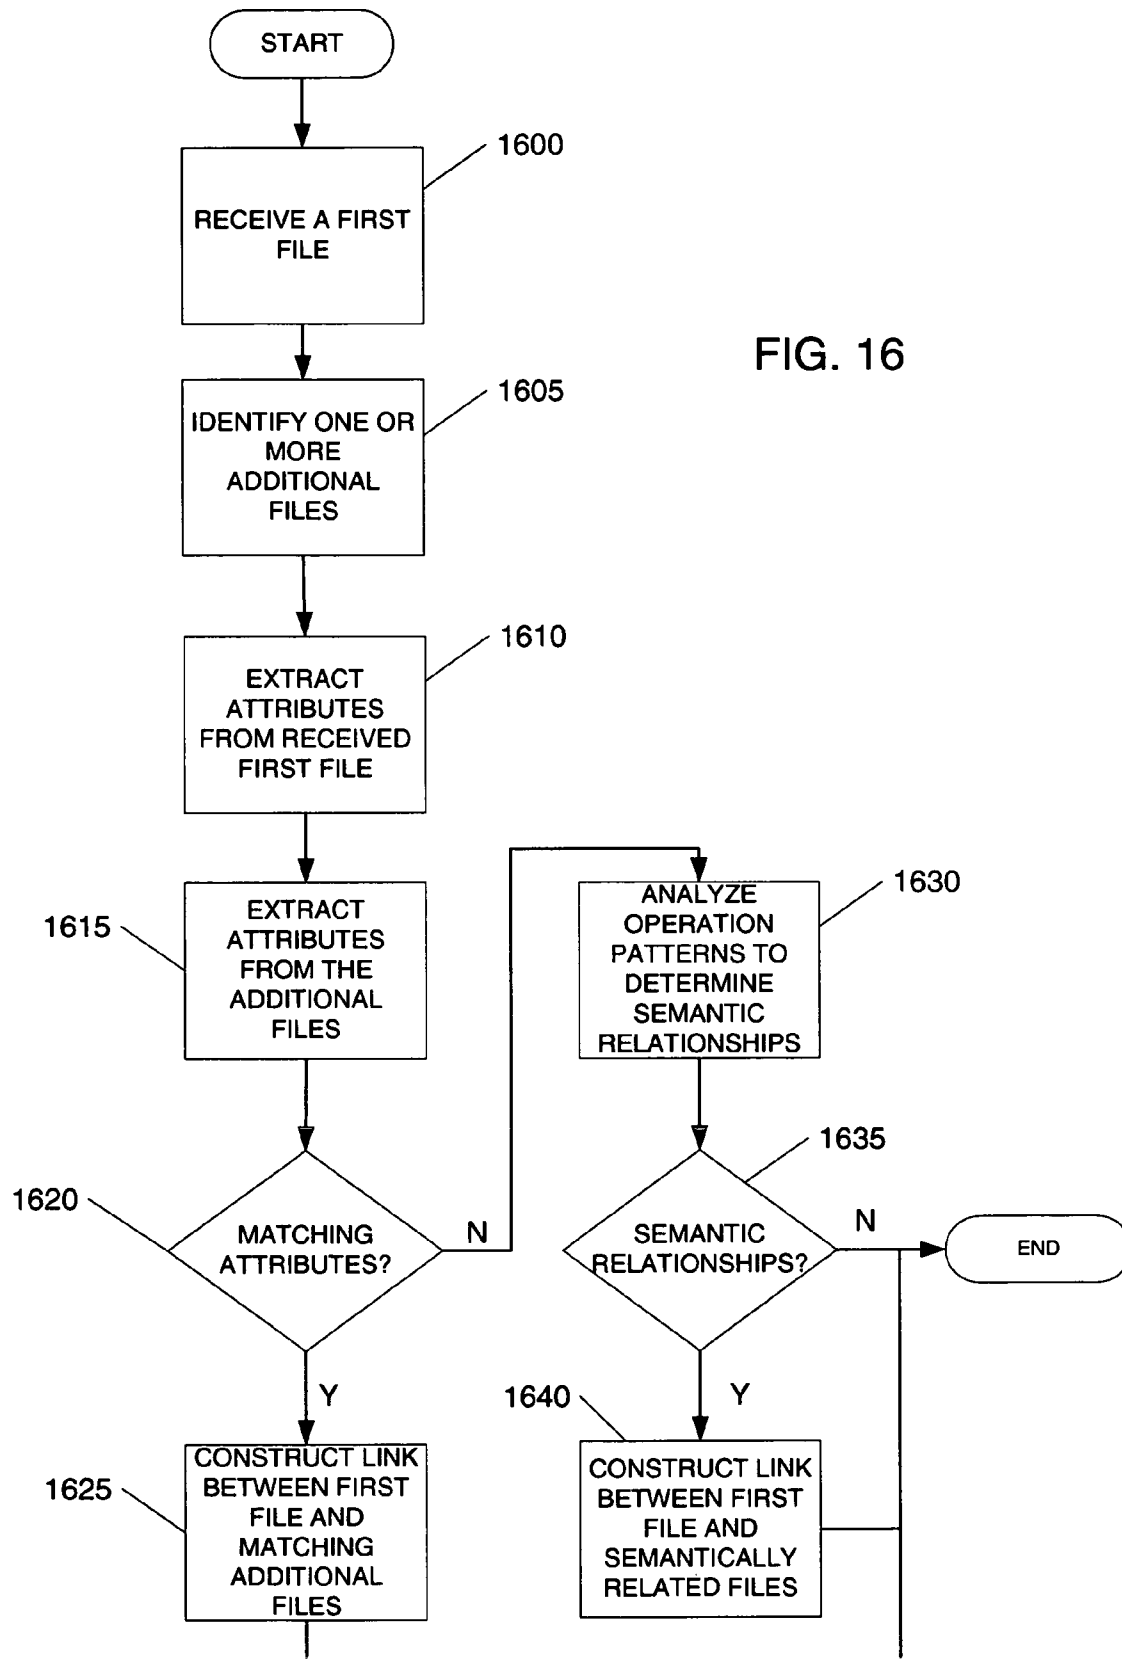 START
1600
RECEIVE A FIRST
FILE
FIG. 16
1605
IDENTIFY ONE OR
MORE
ADDITIONAL
FILES
1610
EXTRACT
ATTRIBUTES
FROM RECEIVED
FIRST FILE
1615
EXTRACT
ATTRIBUTES
FROM THE
ADDITIONAL
FILES
1620
MATCHING
ATTRIBUTES?
N
Y
1625
CONSTRUCT LINK
BETWEEN FIRST
FILE AND
MATCHING
ADDITIONAL
FILES
1630
ANALYZE
OPERATION
PATTERNS TO
DETERMINE
SEMANTIC
RELATIONSHIPS
1635
SEMANTIC
RELATIONSHIPS?
N
END
Y
1640
CONSTRUCT LINK
BETWEEN FIRST
FILE AND
SEMANTICALLY
RELATED FILES